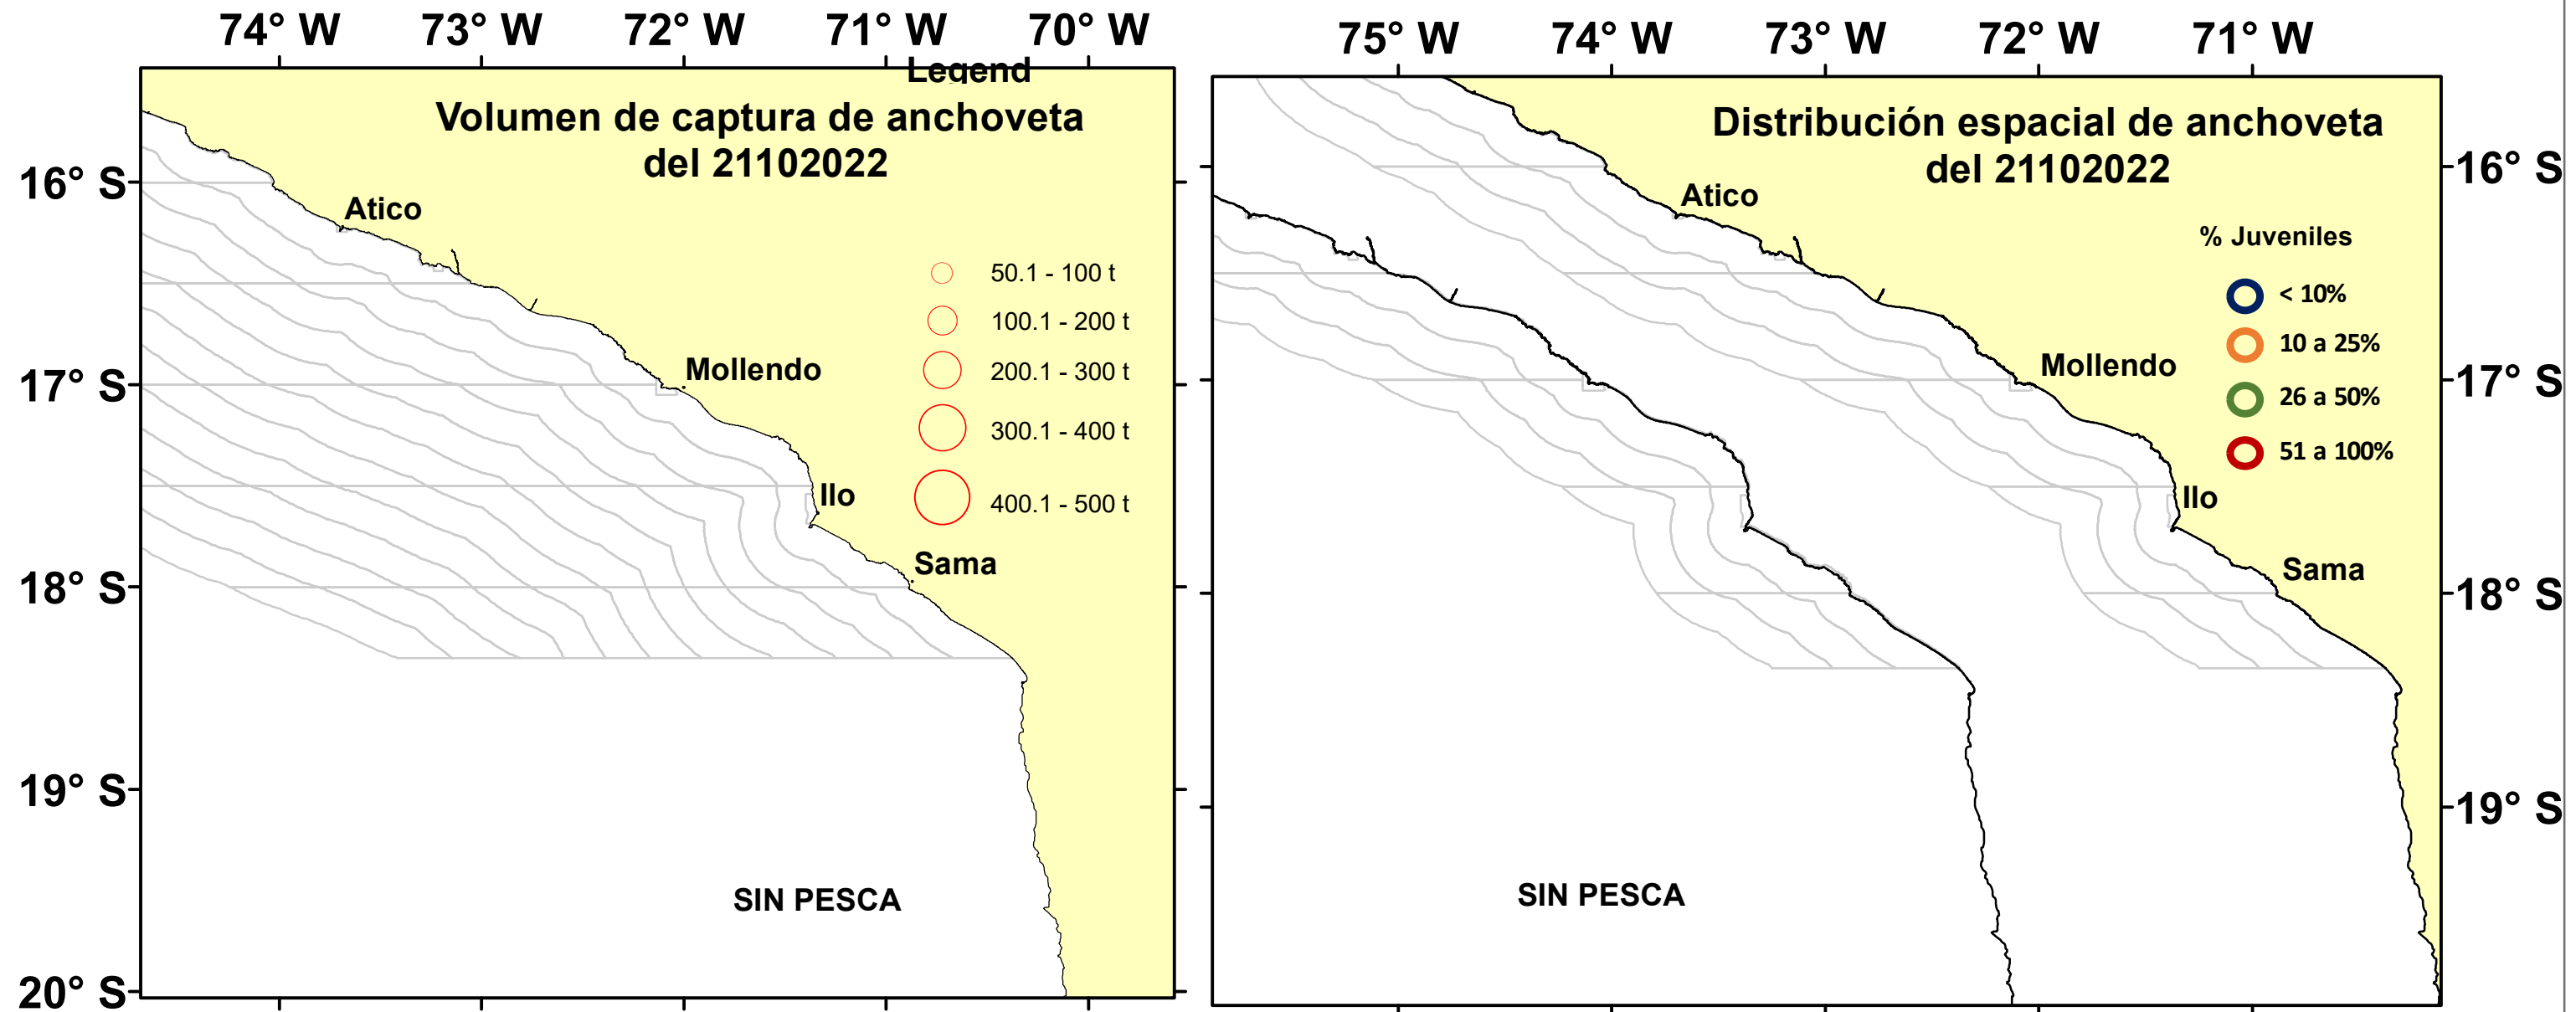 74° W 73° W 72° W 71° W 70° W
Legend
Volumen de captura de anchoveta
del 21102022
16° S
Atico
50.1 - 100 t
100.1 - 200 t
Mollendo
200.1 - 300 t
17° S
300.1 - 400 t
Ilo
400.1 - 500 t
Sama
18° S
19° S
SIN PESCA
20° S
75° W 74° W 73° W 72° W 71° W
Distribución espacial de anchoveta
del 21102022
16° S
Atico
% Juveniles
< 10%
10 a 25%
Mollendo
17° S
26 a 50%
51 a 100%
Ilo
Sama
18° S
19° S
SIN PESCA